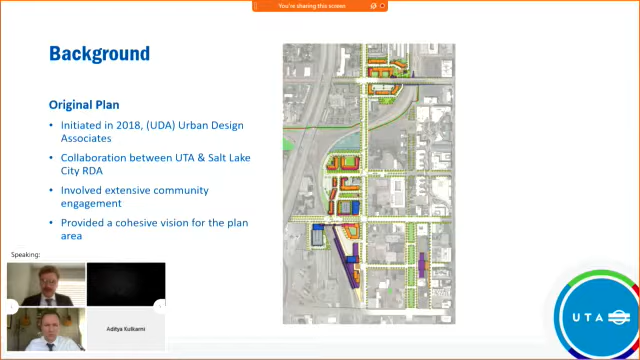 You're sharing this screen
Background
Original Plan
• Initiated in 2018, (UDA) Urban Design
Associates
• Collaboration between UTA & Salt Lake
City RDA
• Involved extensive community
engagement
• Provided a cohesive vision for the plan
area
Speaking:
Aditya Kulkarni
UTA